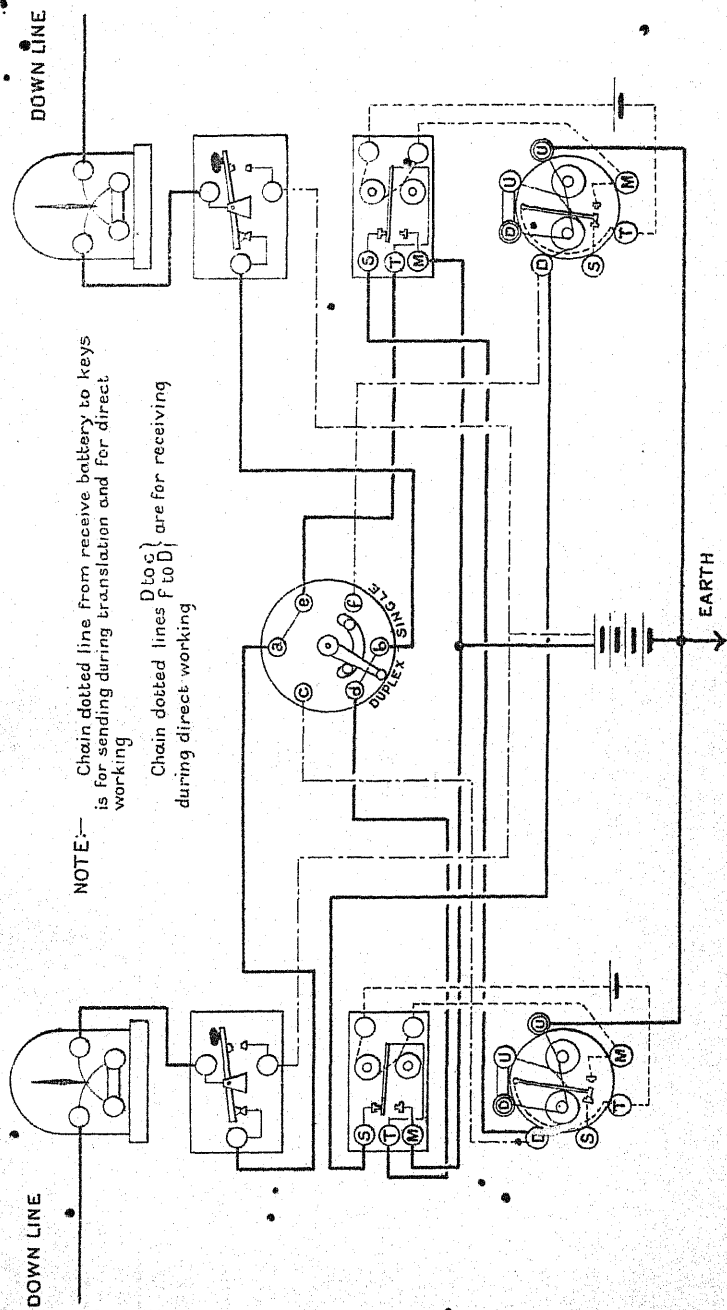 DOWN LINE
DOWN LINE
NOTE:— Chain dotted line from receive battery to keys
is for sending during translation and for direct
working
Chain dotted lines D to c } are for receiving
F to D }
during direct working
S
T
M
U
D
U
D
S
T
M
a
e
c
f
d
b
DUPLEX
SINGLE
S
T
M
U
D
U
D
S
T
M
EARTH